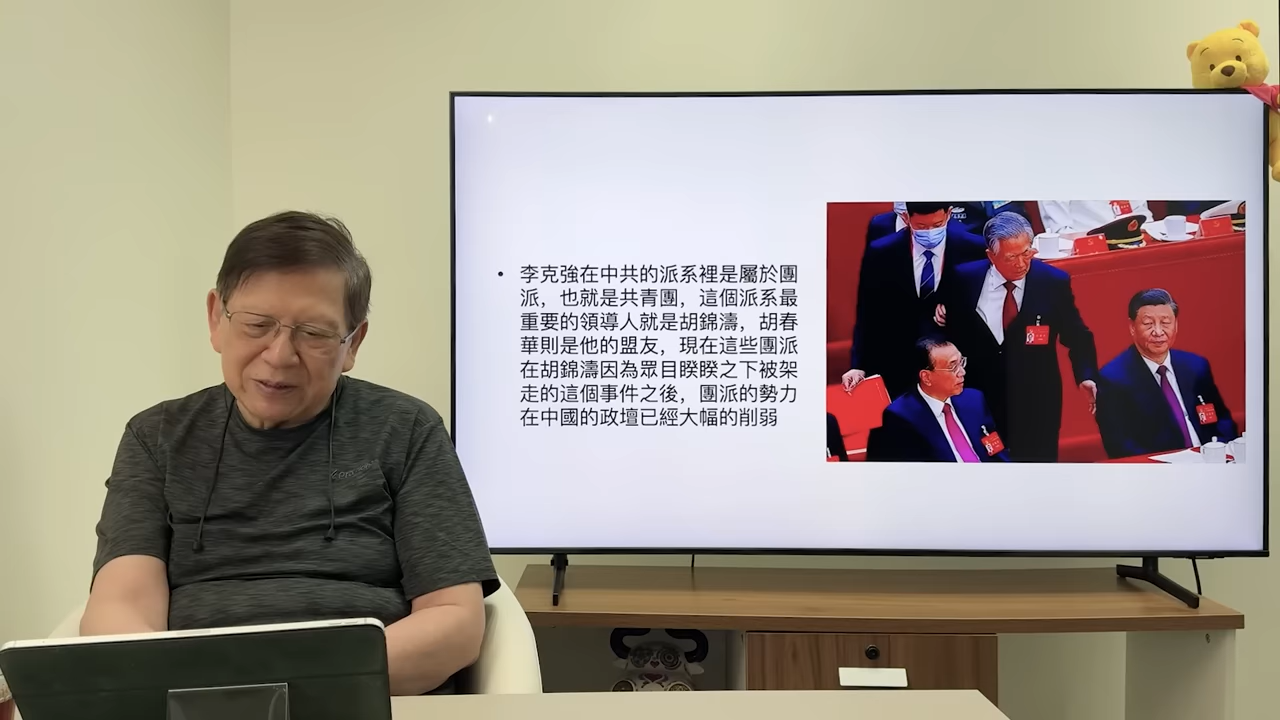 • 李克強在中共的派系裡是屬於團
派，也就是共青團，這個派系最
重要的領導人就是胡錦濤，胡春
華則是他的盟友，現在這些團派
在胡錦濤因為眾目睽睽之下被架
走的這個事件之後，團派的勢力
在中國的政壇已經大幅的削弱